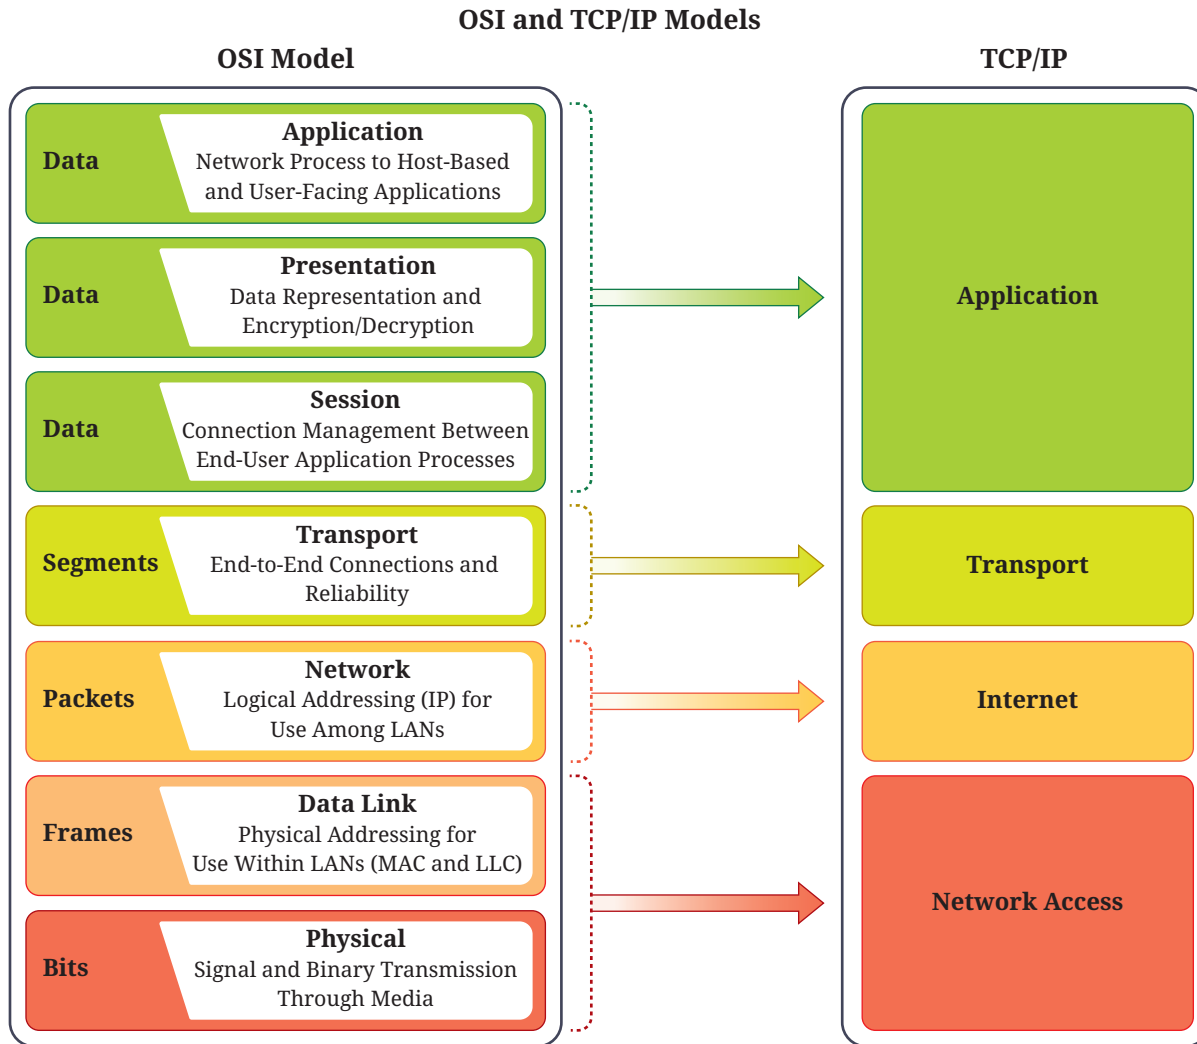 OSI and TCP/IP Models
OSI Model
TCP/IP
Data
Application
Network Process to Host-Based
and User-Facing Applications
Data
Presentation
Data Representation and
Encryption/Decryption
Data
Session
Connection Management Between
End-User Application Processes
Application
Segments
Transport
End-to-End Connections and
Reliability
Transport
Packets
Network
Logical Addressing (IP) for
Use Among LANs
Internet
Frames
Data Link
Physical Addressing for
Use Within LANs (MAC and LLC)
Bits
Physical
Signal and Binary Transmission
Through Media
Network Access